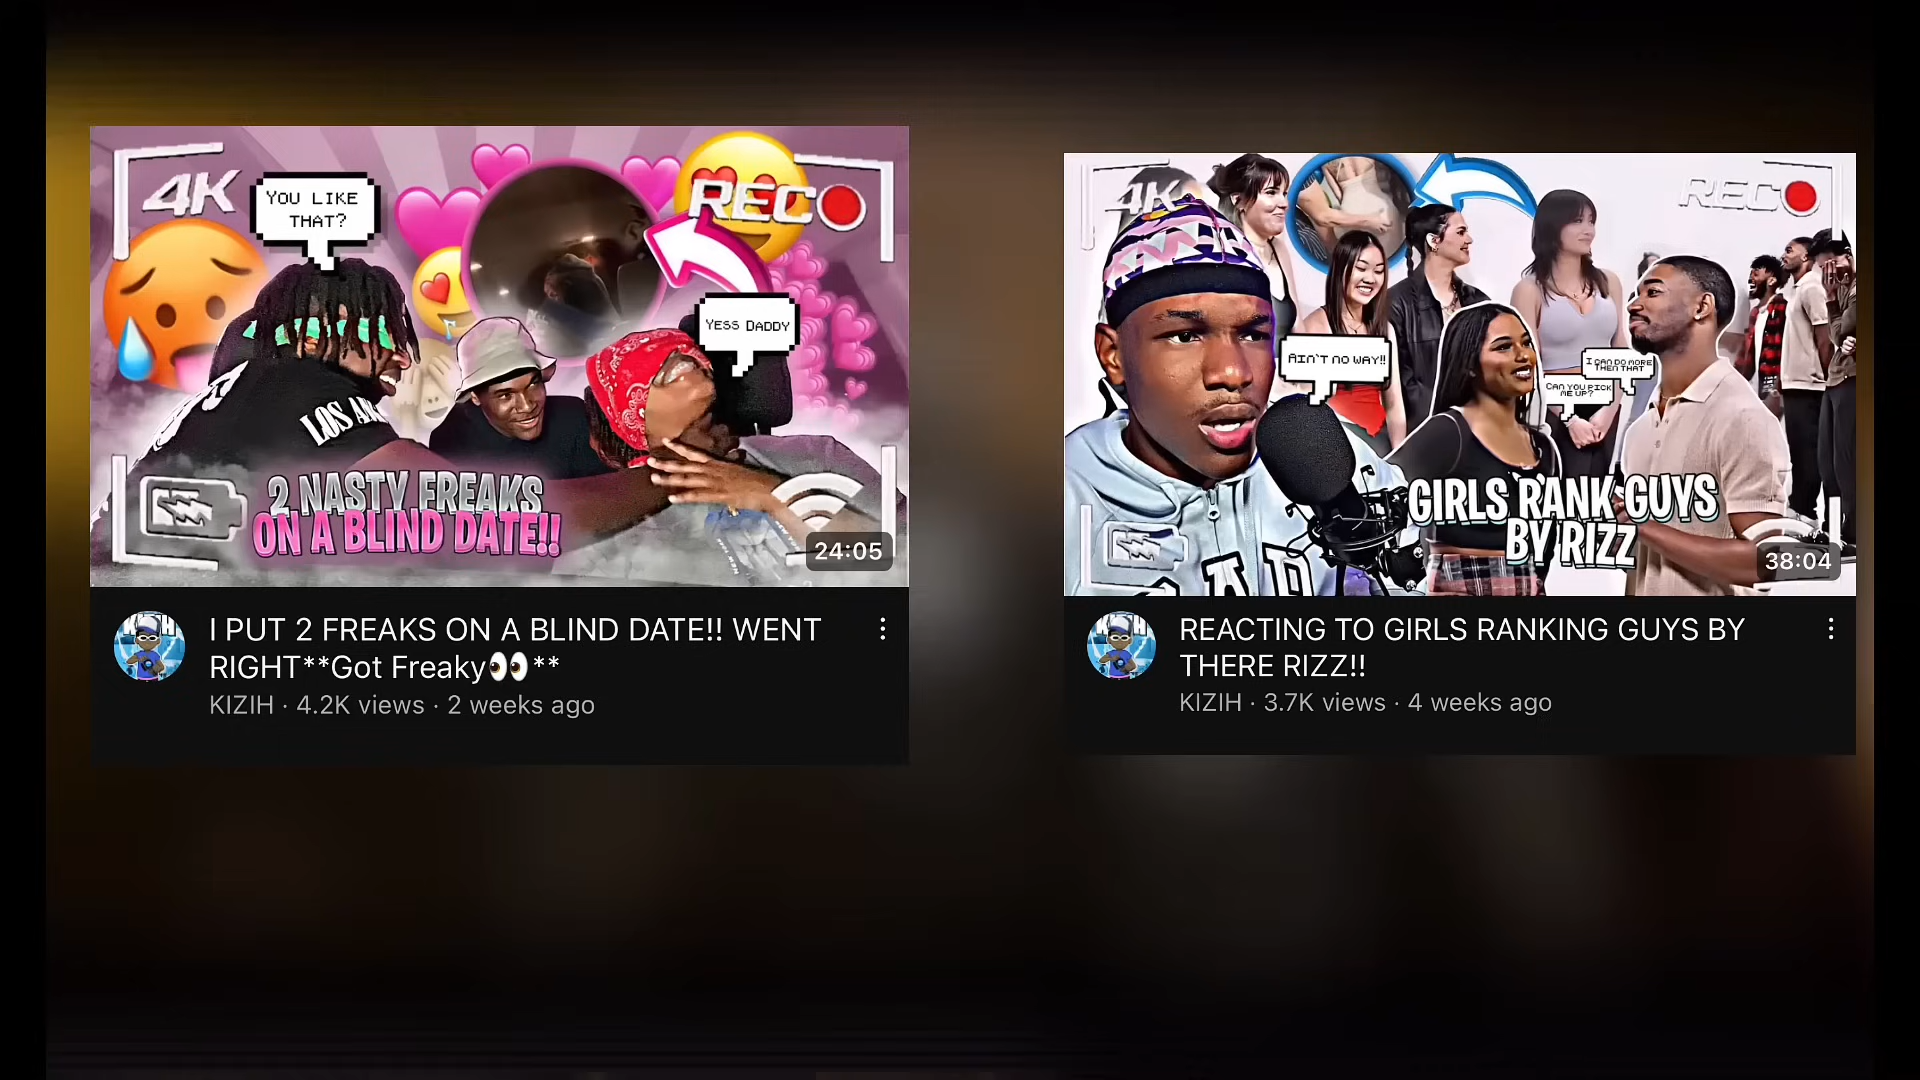 4K
YOU LIKE
THAT?
REC
YESS DADDY
LOS AN
2 NASTY FREAKS
ON A BLIND DATE!!
24:05
I PUT 2 FREAKS ON A BLIND DATE!! WENT
RIGHT**Got Freaky👀**
KIZIH · 4.2K views · 2 weeks ago
4K
REC
AIN'T NO WAY!!
I CAN DO MORE
THEN THAT
CAN YOU PICK
ME UP?
GIRLS RANK GUYS
BY RIZZ
38:04
REACTING TO GIRLS RANKING GUYS BY
THERE RIZZ!!
KIZIH · 3.7K views · 4 weeks ago